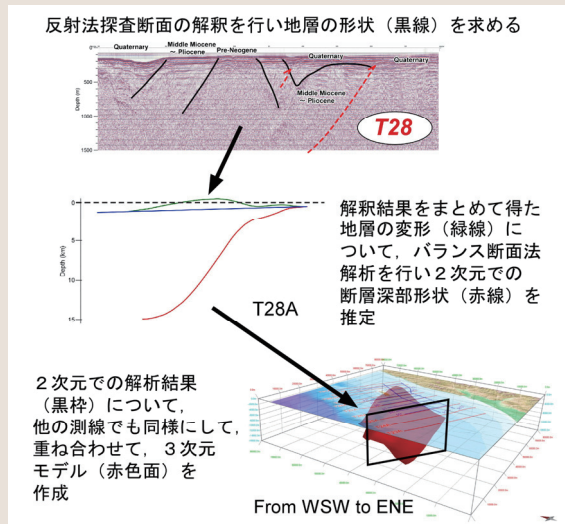 反射法探査断面の解釈を行い地層の形状（黒線）を求める
Quaternary
Middle Miocene
~ Pliocene
Pre-Neogene
Quaternary
Quaternary
Depth (m)
500
1000
1500
Middle Miocene
~ Pliocene
T28
Depth (km)
0
5
10
15
T28A
解釈結果をまとめて得た
地層の変形（緑線）に
ついて，バランス断面法
解析を行い２次元での
断層深部形状（赤線）を
推定
２次元での解析結果
（黒枠）について，
他の測線でも同様にして，
重ね合わせて，３次元
モデル（赤色面）を
作成
From WSW to ENE